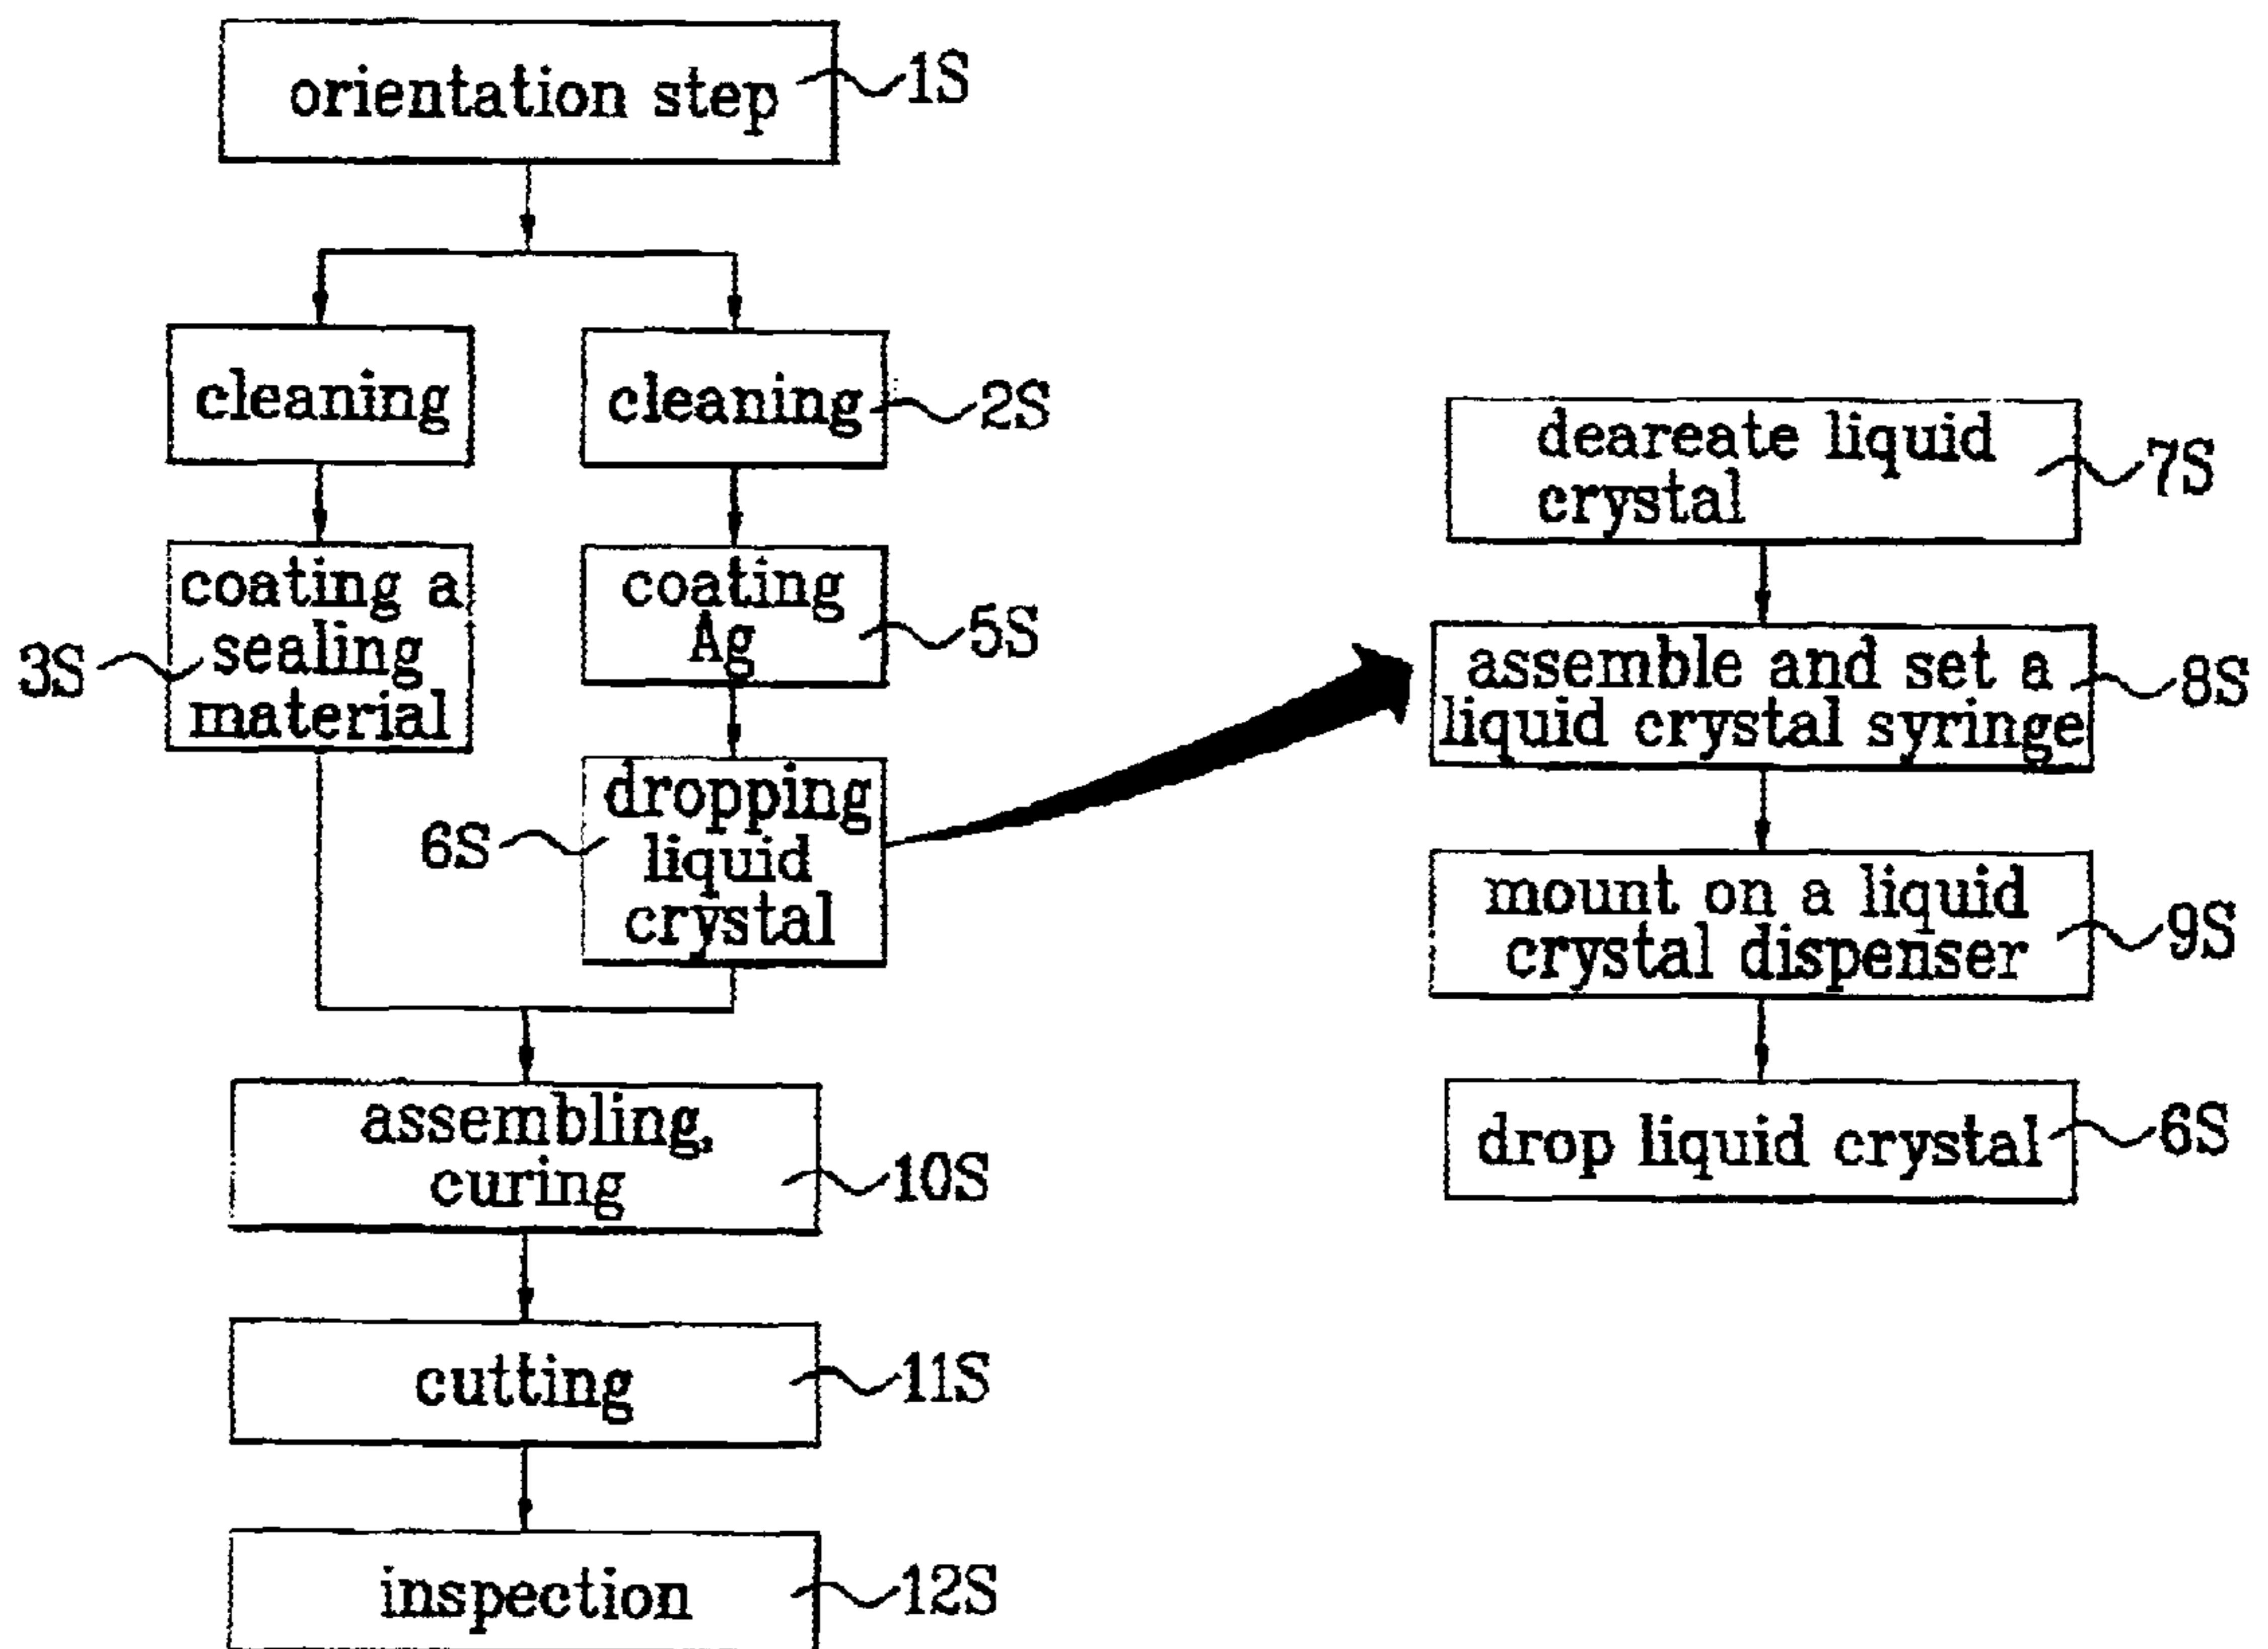 orientation step
1S
cleaning
cleaning
2S
coating a
sealing
material
3S
coating
Ag
5S
dropping
liquid
crystal
6S
assembling,
curing
10S
cutting
11S
inspection
12S
deareate liquid
crystal
7S
assemble and set a
liquid crystal syringe
8S
mount on a liquid
crystal dispenser
9S
drop liquid crystal
6S